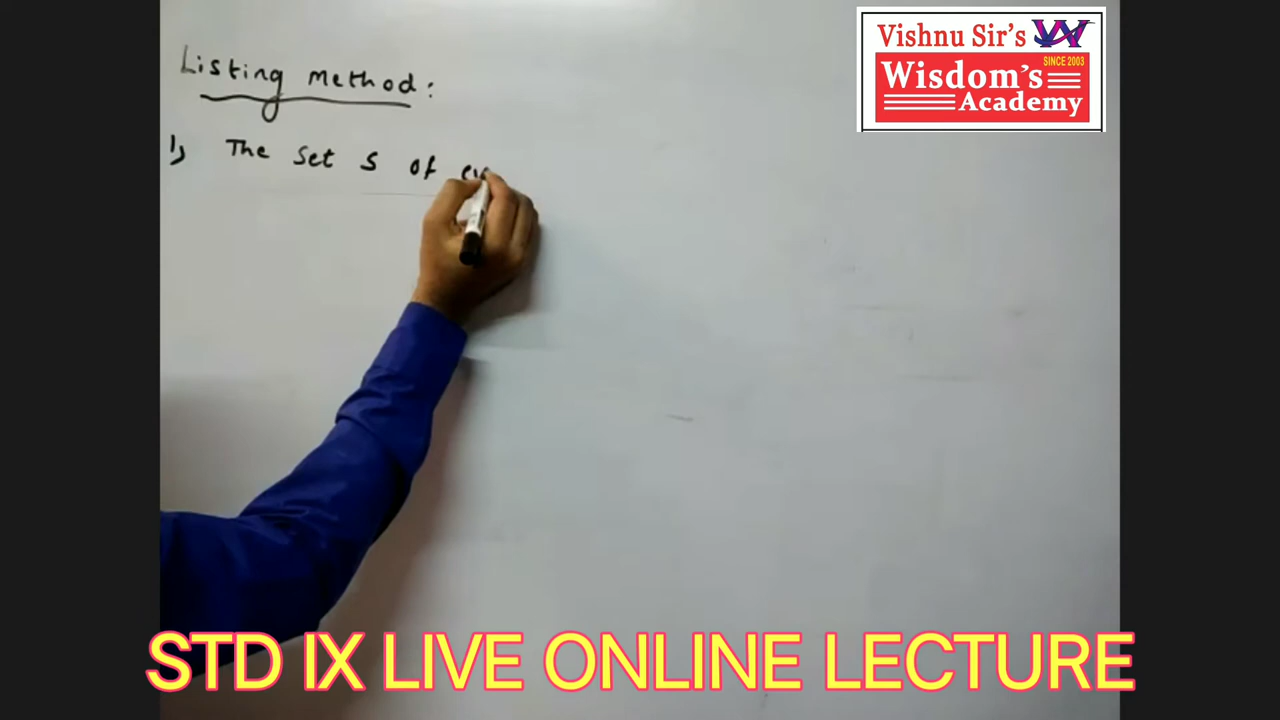 Listing Method:
1) The set S of
Vishnu Sir's W
SINCE 2003
Wisdom's
Academy
STD IX LIVE ONLINE LECTURE